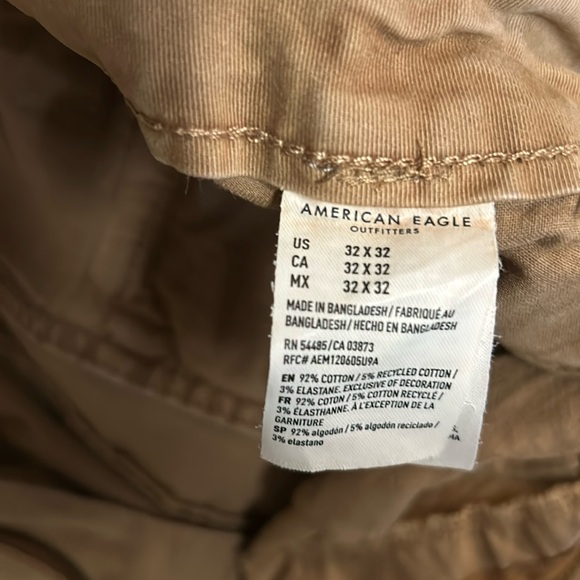 AMERICAN EAGLE
OUTFITTERS
US 32 X 32
CA 32 X 32
MX 32 X 32
MADE IN BANGLADESH / FABRIQUÉ AU
BANGLADESH / HECHO EN BANGLADESH
RN 54485/CA 03873
RFC# AEM120605U9A
EN 92% COTTON / 5% RECYCLED COTTON /
3% ELASTANE. EXCLUSIVE OF DECORATION
FR 92% COTON / 5% COTON RECYCLÉ /
3% ÉLASTHANNE. À L'EXCEPTION DE LA
GARNITURE
SP 92% algodón / 5% algodón reciclado /
3% elastano